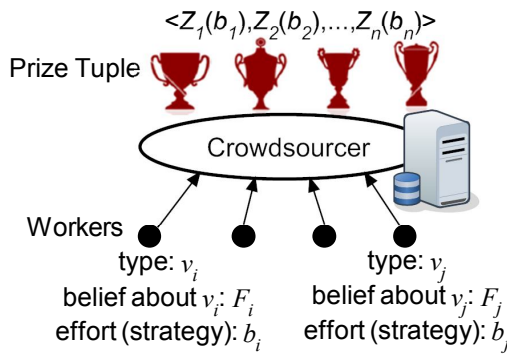 <Z₁(b₁),Z₂(b₂),...,Zₙ(bₙ)>
Prize Tuple
Crowdsourcer
Workers
type: vᵢ
belief about vᵢ: Fᵢ
effort (strategy): bᵢ
type: vⱼ
belief about vⱼ: Fⱼ
effort (strategy): bⱼ